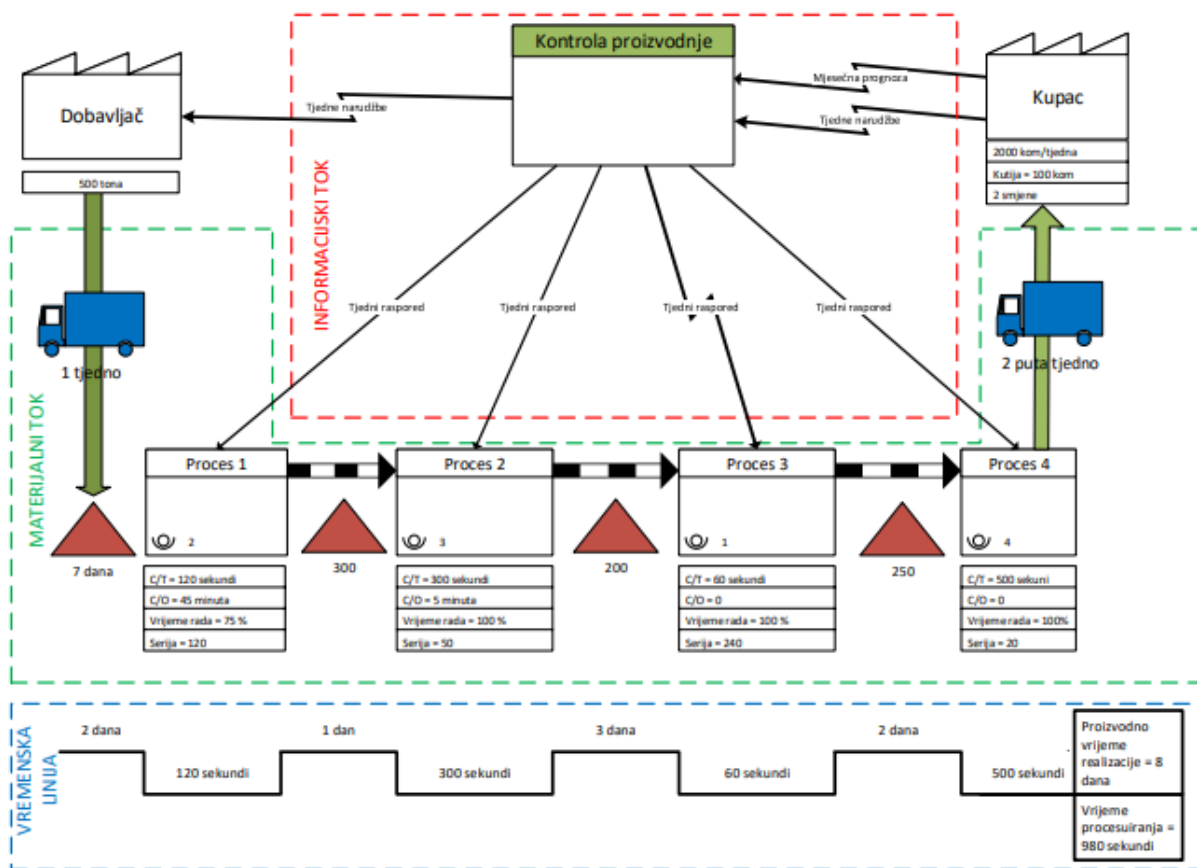 Kontrola proizvodnje
Dobavljač
Kupac
Mjesečna prognoza
Tjedne narudžbe
Tjedne narudžbe
500 tona
2000 kom/tjedna
Kutija = 100 kom
2 smjene
INFORMACIJSKI TOK
MATERIJALNI TOK
Tjedni raspored
Tjedni raspored
Tjedni raspored
Tjedni raspored
1 tjedno
2 puta tjedno
Proces 1
Proces 2
Proces 3
Proces 4
2
3
1
4
7 dana
300
200
250
C/T = 120 sekundi
C/O = 45 minuta
Vrijeme rada = 75 %
Serija = 120
C/T = 300 sekundi
C/O = 5 minuta
Vrijeme rada = 100 %
Serija = 50
C/T = 60 sekundi
C/O = 0
Vrijeme rada = 100 %
Serija = 240
C/T = 500 sekuni
C/O = 0
Vrijeme rada = 100%
Serija = 20
VREMENSKA
LINIJA
2 dana
1 dan
3 dana
2 dana
120 sekundi
300 sekundi
60 sekundi
500 sekundi
Proizvodno
vrijeme
realizacije = 8
dana
Vrijeme
procesuiranja =
980 sekundi